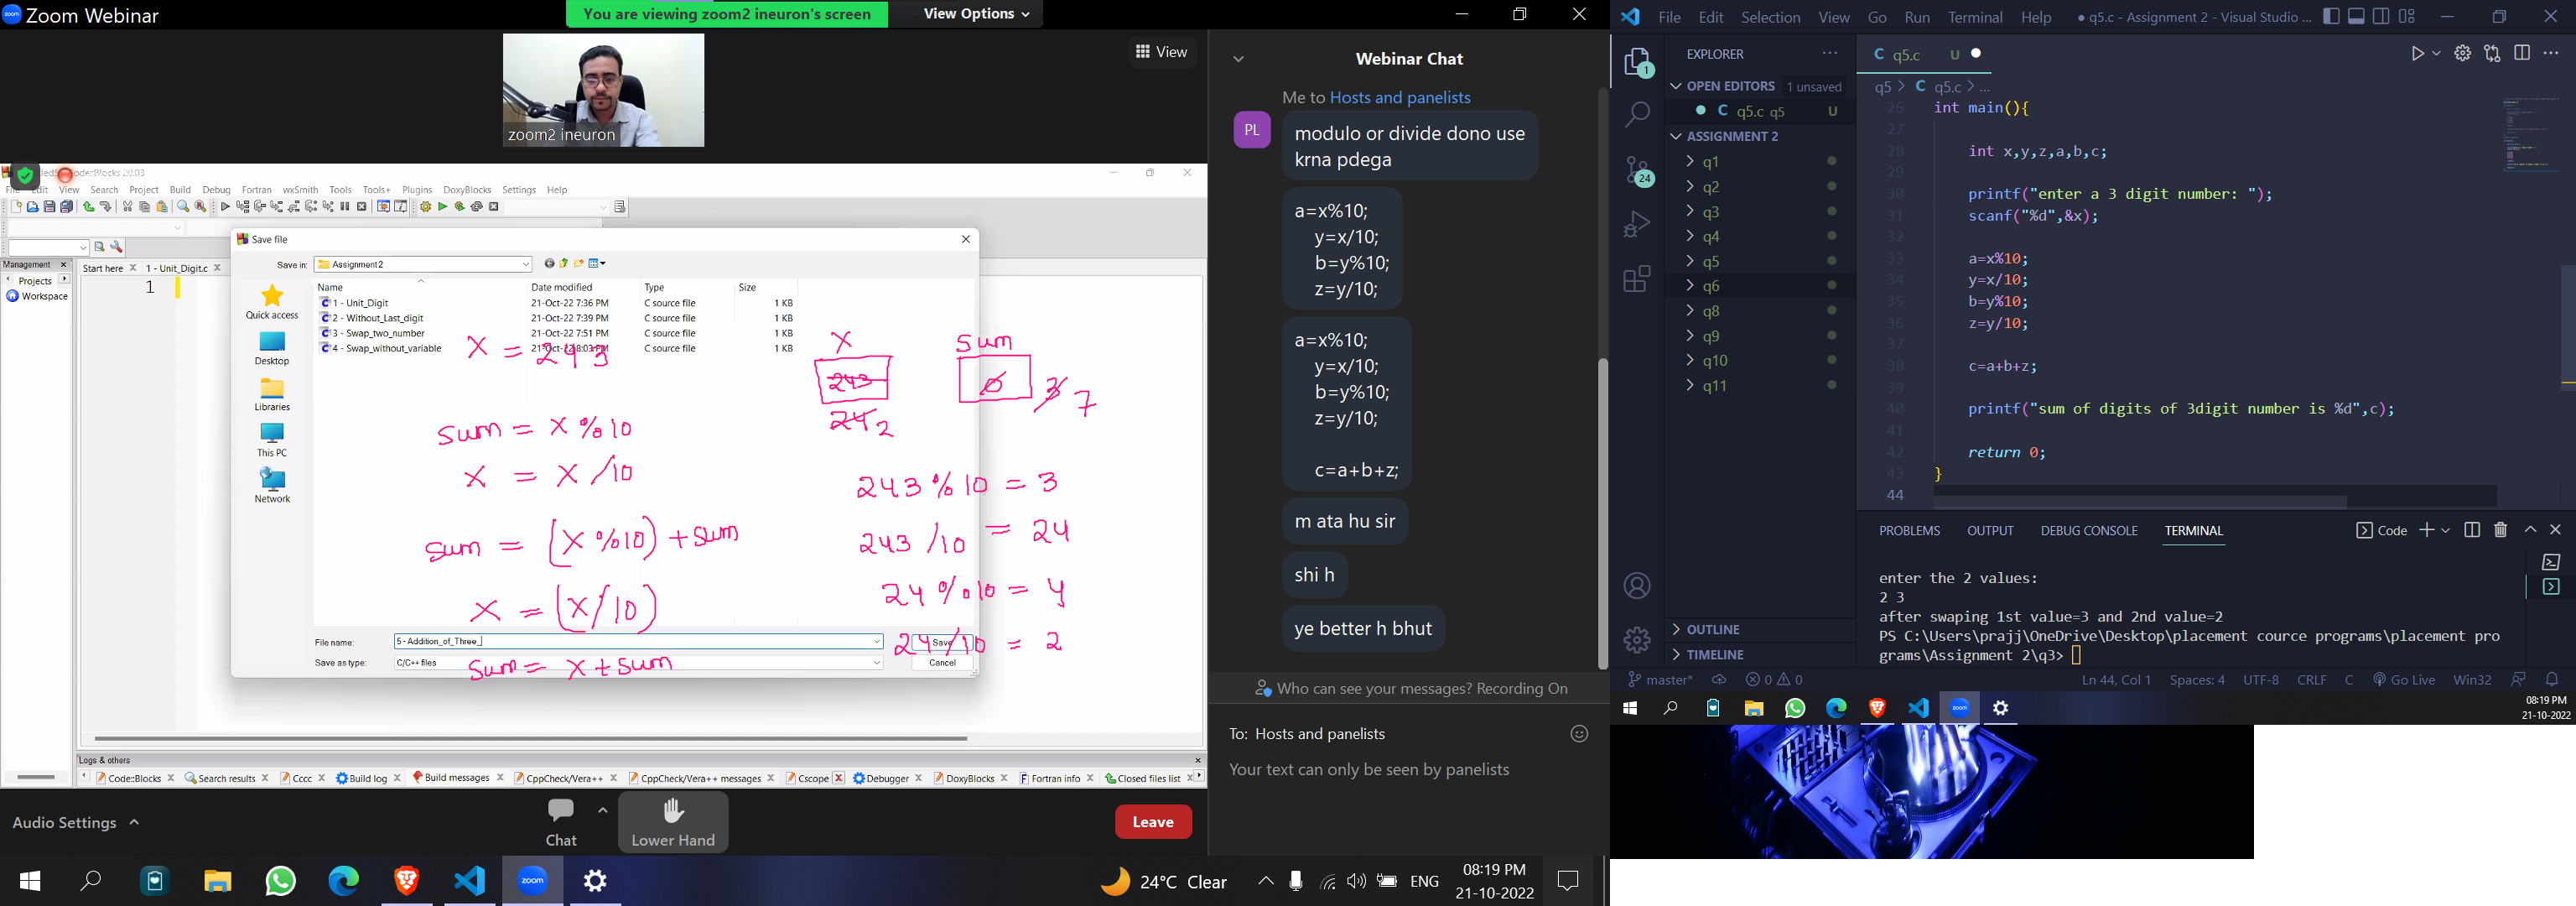 Zoom Webinar
You are viewing zoom2 ineuron's screen
View Options
View
zoom2 ineuron
File Edit View Search Project Build Debug Fortran wxSmith Tools Tools+ Plugins DoxyBlocks Settings Help
Management
Projects
Workspace
Start here
1 - Unit_Digit.c
1
Save file
Save in:
Assignment2
Name Date modified Type Size
1 - Unit_Digit 21-Oct-22 7:36 PM C source file 1 KB
2 - Without_Last_digit 21-Oct-22 7:39 PM C source file 1 KB
3 - Swap_two_number 21-Oct-22 7:51 PM C source file 1 KB
4 - Swap_without_variable 21-Oct-22 8:03 PM C source file 1 KB
Quick access
Desktop
Libraries
This PC
Network
x = 243
sum = x % 10
x = x / 10
sum = (x % 10) + sum
x = (x / 10)
sum = x + sum
x
243
24 2
sum
0
3 7
243 % 10 = 3
243 / 10 = 24
24 % 10 = 4
24 / 10 = 2
File name:
5 - Addition_of_Three_
Save
Save as type:
C/C++ files
Cancel
Logs & others
Code::Blocks
Search results
Cccc
Build log
Build messages
CppCheck/Vera++
CppCheck/Vera++ messages
Cscope
Debugger
DoxyBlocks
Fortran info
Closed files list
Audio Settings
Chat
Lower Hand
Leave
Webinar Chat
Me to Hosts and panelists
PL
modulo or divide dono use
krna pdega
a=x%10;
y=x/10;
b=y%10;
z=y/10;
a=x%10;
y=x/10;
b=y%10;
z=y/10;
c=a+b+z;
m ata hu sir
shi h
ye better h bhut
Who can see your messages? Recording On
To: Hosts and panelists
Your text can only be seen by panelists
zoom
24°C Clear
ENG
08:19 PM
21-10-2022
File Edit Selection View Go Run Terminal Help
● q5.c - Assignment 2 - Visual Studio ...
1
24
EXPLORER
OPEN EDITORS 1 unsaved
C q5.c q5 U
ASSIGNMENT 2
q1
q2
q3
q4
q5
q6
q8
q9
q10
q11
OUTLINE
TIMELINE
C q5.c U
q5 > C q5.c > ...
26 int main(){
27
28 int x,y,z,a,b,c;
29
30 printf("enter a 3 digit number: ");
31 scanf("%d",&x);
32
33 a=x%10;
34 y=x/10;
35 b=y%10;
36 z=y/10;
37
38 c=a+b+z;
39
40 printf("sum of digits of 3digit number is %d",c);
41
42 return 0;
43 }
44
PROBLEMS OUTPUT DEBUG CONSOLE TERMINAL
Code
enter the 2 values:
2 3
after swaping 1st value=3 and 2nd value=2
PS C:\Users\prajj\OneDrive\Desktop\placement cource programs\placement pro
grams\Assignment 2\q3>
master*
0 0
Ln 44, Col 1 Spaces: 4 UTF-8 CRLF C Go Live Win32
zoom
08:19 PM
21-10-2022